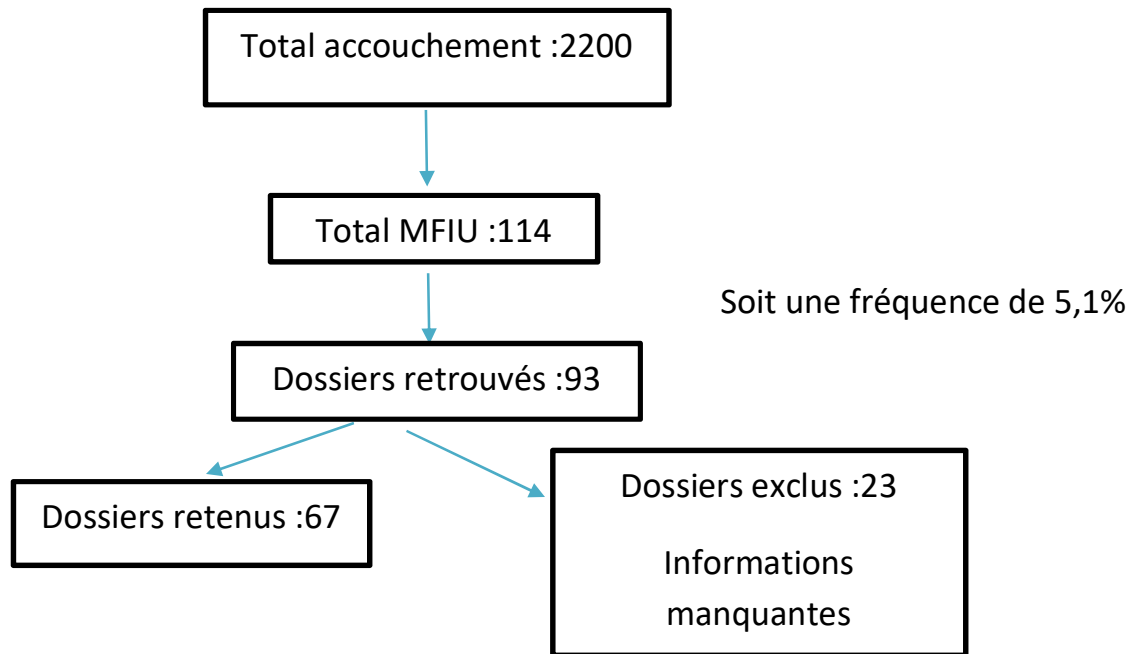 Total accouchement :2200
Total MFIU :114
Soit une fréquence de 5,1%
Dossiers retrouvés :93
Dossiers retenus :67
Dossiers exclus :23
Informations
manquantes